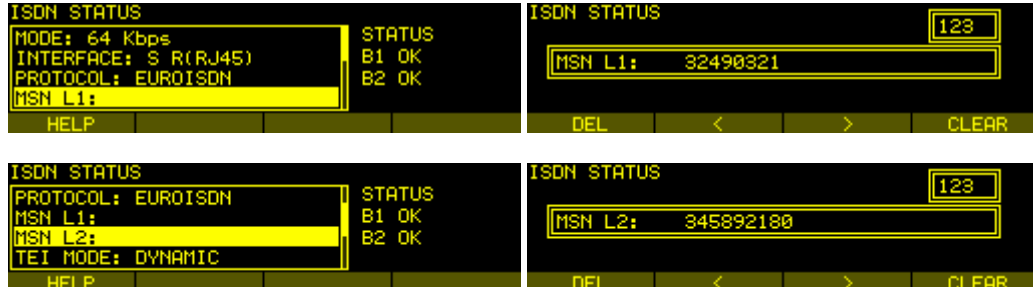 ISDN STATUS
MODE: 64 Kbps
INTERFACE: S R(RJ45)
PROTOCOL: EUROISDN
MSN L1:
STATUS
B1 OK
B2 OK
HELP
ISDN STATUS
123
MSN L1: 32490321
DEL < > CLEAR
ISDN STATUS
PROTOCOL: EUROISDN
MSN L1:
MSN L2:
TEI MODE: DYNAMIC
STATUS
B1 OK
B2 OK
HELP
ISDN STATUS
123
MSN L2: 345892180
DEL < > CLEAR